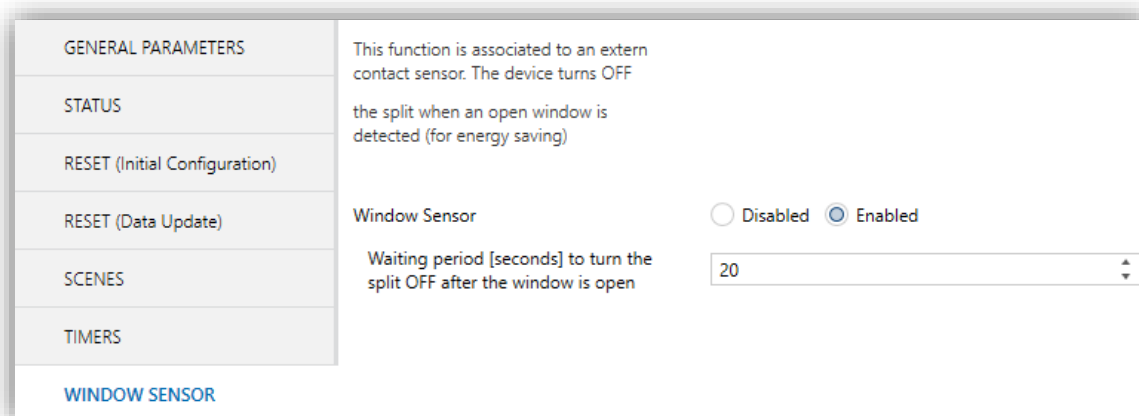 GENERAL PARAMETERS
STATUS
RESET (Initial Configuration)
RESET (Data Update)
SCENES
TIMERS
WINDOW SENSOR
This function is associated to an extern
contact sensor. The device turns OFF
the split when an open window is
detected (for energy saving)
Window Sensor
Disabled
Enabled
Waiting period [seconds] to turn the
split OFF after the window is open
20